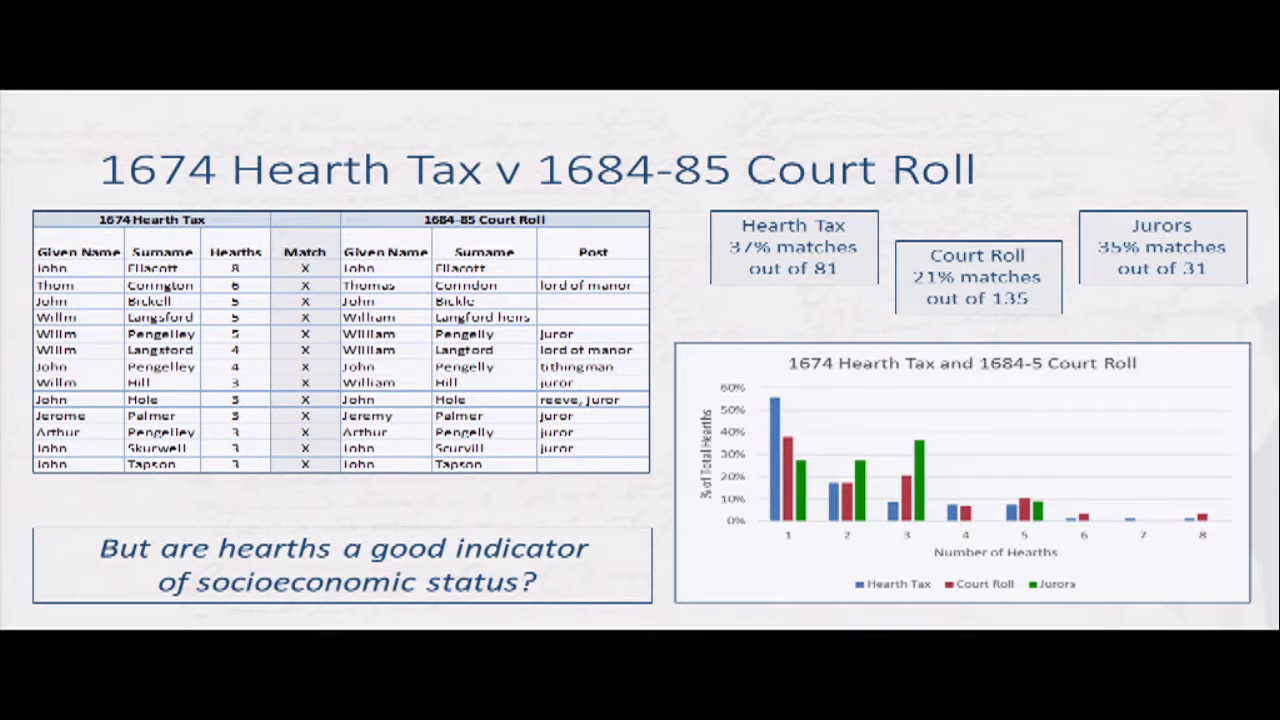 1674 Hearth Tax v 1684-85 Court Roll
1674 Hearth Tax 1684-85 Court Roll
Given Name Surname Hearths Match Given Name Surname Post
John Ellacott 8 X John Ellacott
Thom Corington 6 X Thomas Corindon lord of manor
John Bickell 5 X John Bickle
Willm Langsford 5 X William Langford heirs
Willm Pengelley 5 X William Pengelly juror
Willm Langsford 4 X William Langford lord of manor
John Pengelley 4 X John Pengelly tithingman
Willm Hill 3 X William Hill juror
John Hole 3 X John Hole reeve, juror
Jerome Palmer 3 X Jeremy Palmer juror
Arthur Pengelley 3 X Arthur Pengelly juror
John Skurwell 3 X John Scurvill juror
John Tapson 3 X John Tapson
But are hearths a good indicator
of socioeconomic status?
Hearth Tax
37% matches
out of 81
Court Roll
21% matches
out of 135
Jurors
35% matches
out of 31
1674 Hearth Tax and 1684-5 Court Roll
% of Total Hearths
60%
50%
40%
30%
20%
10%
0%
1 2 3 4 5 6 7 8
Number of Hearths
Hearth Tax Court Roll Jurors